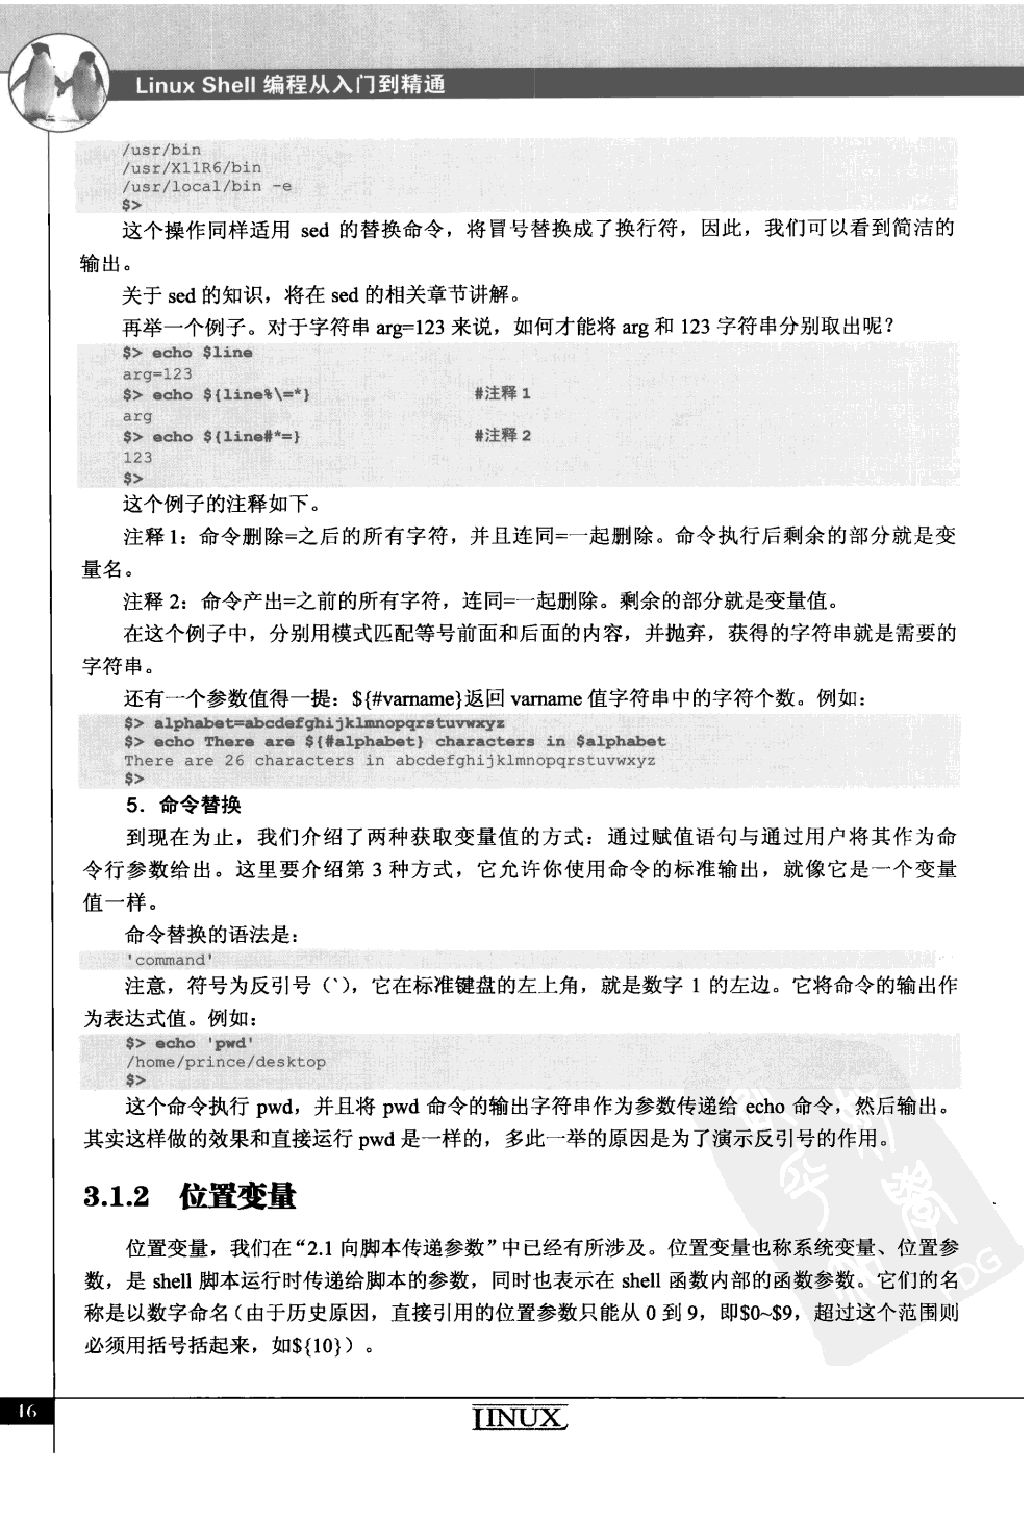 Linux Shell 编程从入门到精通
/usr/bin
/usr/X11R6/bin
/usr/local/bin -e
$>
这个操作同样适用 sed 的替换命令，将冒号替换成了换行符，因此，我们可以看到简洁的
输出。
关于 sed 的知识，将在 sed 的相关章节讲解。
再举一个例子。对于字符串 arg=123 来说，如何才能将 arg 和 123 字符串分别取出呢？
$> echo $line
arg=123
$> echo ${line%\=*} #注释 1
arg
$> echo ${line#*=} #注释 2
123
$>
这个例子的注释如下。
注释 1：命令删除=之后的所有字符，并且连同=一起删除。命令执行后剩余的部分就是变
量名。
注释 2：命令产出=之前的所有字符，连同=一起删除。剩余的部分就是变量值。
在这个例子中，分别用模式匹配等号前面和后面的内容，并抛弃，获得的字符串就是需要的
字符串。
还有一个参数值得一提：${#varname}返回 varname 值字符串中的字符个数。例如：
$> alphabet=abcdefghijklmnopqrstuvwxyz
$> echo There are ${#alphabet} characters in $alphabet
There are 26 characters in abcdefghijklmnopqrstuvwxyz
$>
5．命令替换
到现在为止，我们介绍了两种获取变量值的方式：通过赋值语句与通过用户将其作为命
令行参数给出。这里要介绍第 3 种方式，它允许你使用命令的标准输出，就像它是一个变量
值一样。
命令替换的语法是：
'command'
注意，符号为反引号（`），它在标准键盘的左上角，就是数字 1 的左边。它将命令的输出作
为表达式值。例如：
$> echo 'pwd'
/home/prince/desktop
$>
这个命令执行 pwd，并且将 pwd 命令的输出字符串作为参数传递给 echo 命令，然后输出。
其实这样做的效果和直接运行 pwd 是一样的，多此一举的原因是为了演示反引号的作用。
3.1.2 位置变量
位置变量，我们在“2.1 向脚本传递参数”中已经有所涉及。位置变量也称系统变量、位置参
数，是 shell 脚本运行时传递给脚本的参数，同时也表示在 shell 函数内部的函数参数。它们的名
称是以数字命名（由于历史原因，直接引用的位置参数只能从 0 到 9，即$0~$9，超过这个范围则
必须用括号括起来，如${10}）。
16
LINUX